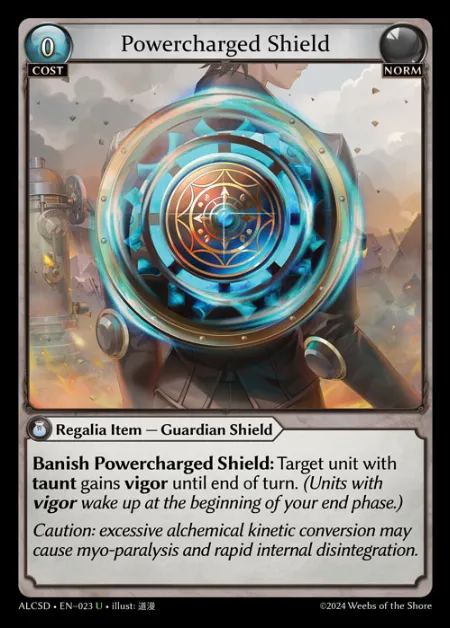 0
Powercharged Shield
COST
NORM
Regalia Item — Guardian Shield
Banish Powercharged Shield: Target unit with
taunt gains vigor until end of turn. (Units with
vigor wake up at the beginning of your end phase.)
Caution: excessive alchemical kinetic conversion may
cause myo-paralysis and rapid internal disintegration.
ALCSD • EN-023 U • illust: 道漫
©2024 Weebs of the Shore